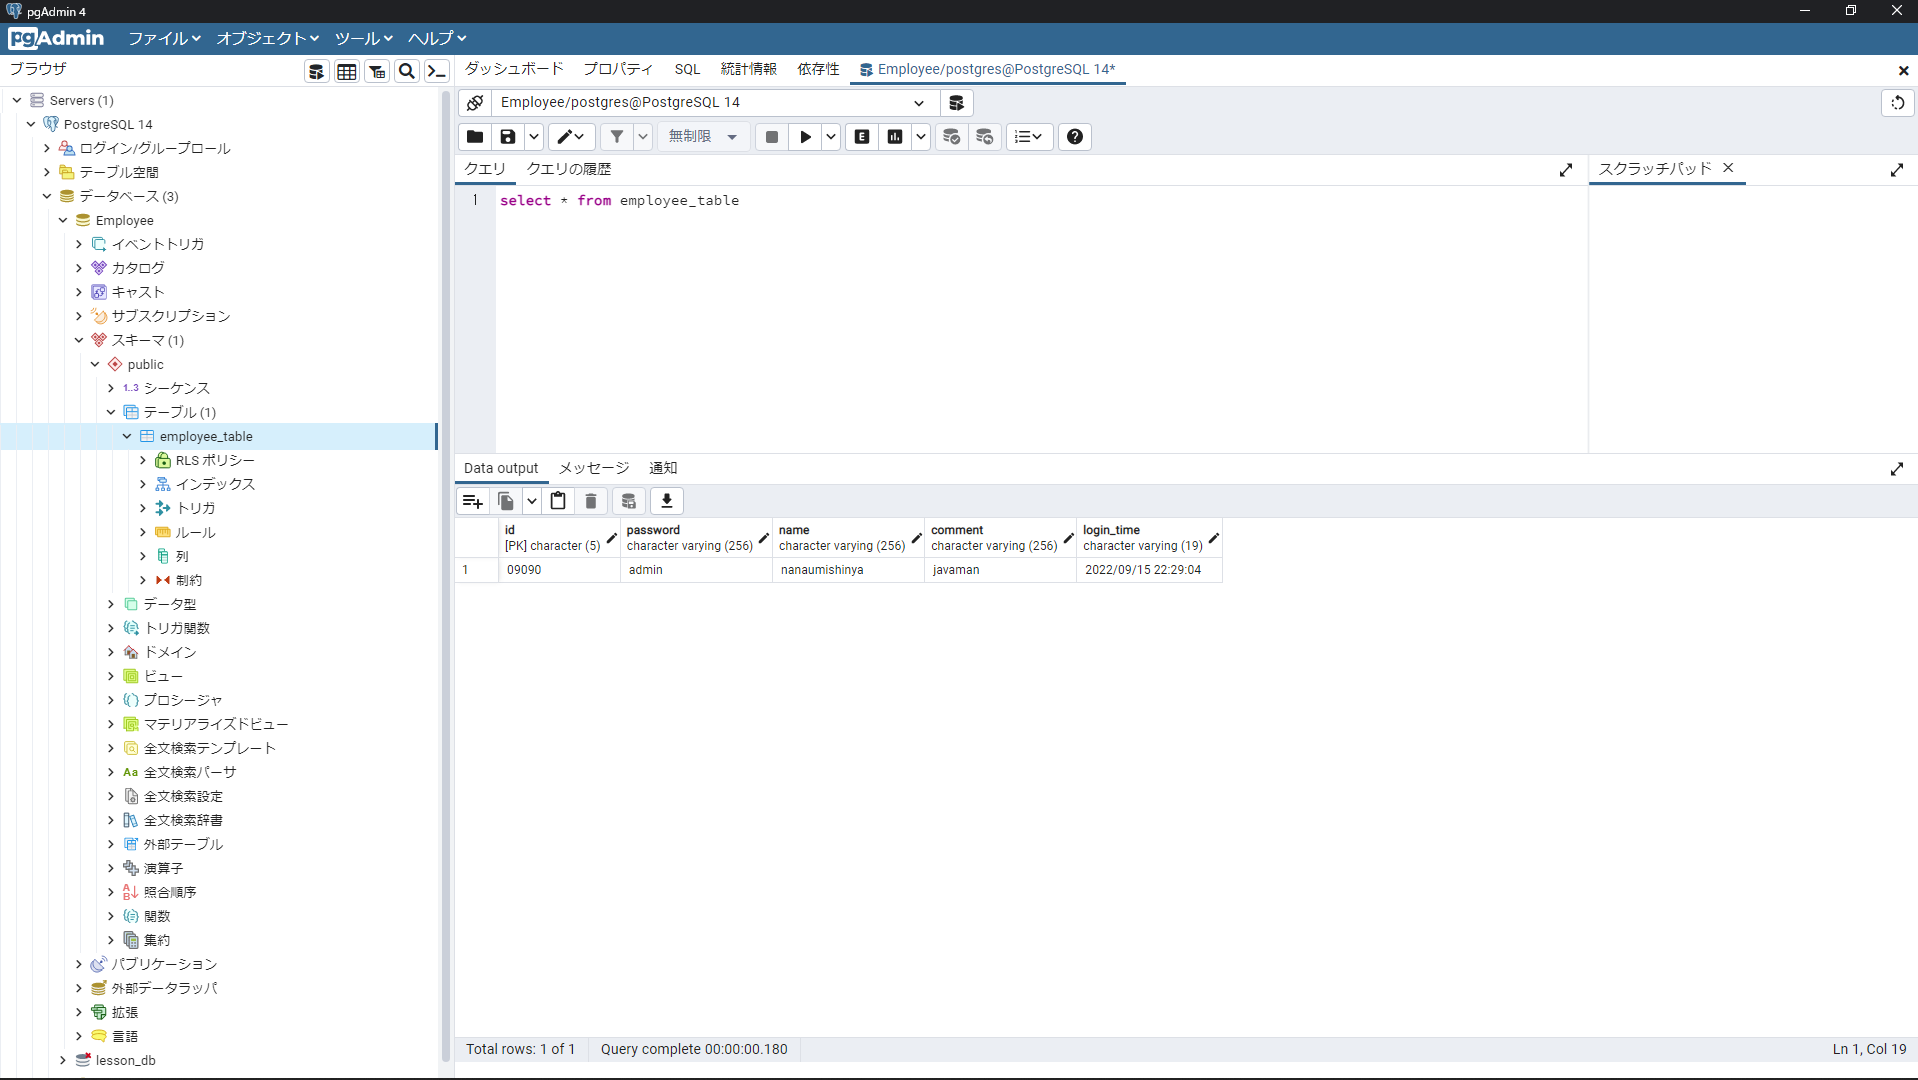 pgAdmin 4
pgAdmin ファイル オブジェクト ツール ヘルプ
ブラウザ
ダッシュボード プロパティ SQL 統計情報 依存性 Employee/postgres@PostgreSQL 14*
Servers (1)
PostgreSQL 14
ログイン/グループロール
テーブル空間
データベース (3)
Employee
イベントトリガ
カタログ
キャスト
サブスクリプション
スキーマ (1)
public
1..3 シーケンス
テーブル (1)
employee_table
RLS ポリシー
インデックス
トリガ
ルール
列
制約
データ型
トリガ関数
ドメイン
ビュー
プロシージャ
マテリアライズドビュー
全文検索テンプレート
Aa 全文検索パーサ
全文検索設定
全文検索辞書
外部テーブル
演算子
照合順序
関数
集約
パブリケーション
外部データラッパ
拡張
言語
lesson_db
Employee/postgres@PostgreSQL 14
無制限
E
クエリ クエリの履歴
スクラッチパッド
1 select * from employee_table
Data output メッセージ 通知
id password name comment login_time
[PK] character (5) character varying (256) character varying (256) character varying (256) character varying (19)
1 09090 admin nanaumishinya javaman 2022/09/15 22:29:04
Total rows: 1 of 1 Query complete 00:00:00.180 Ln 1, Col 19